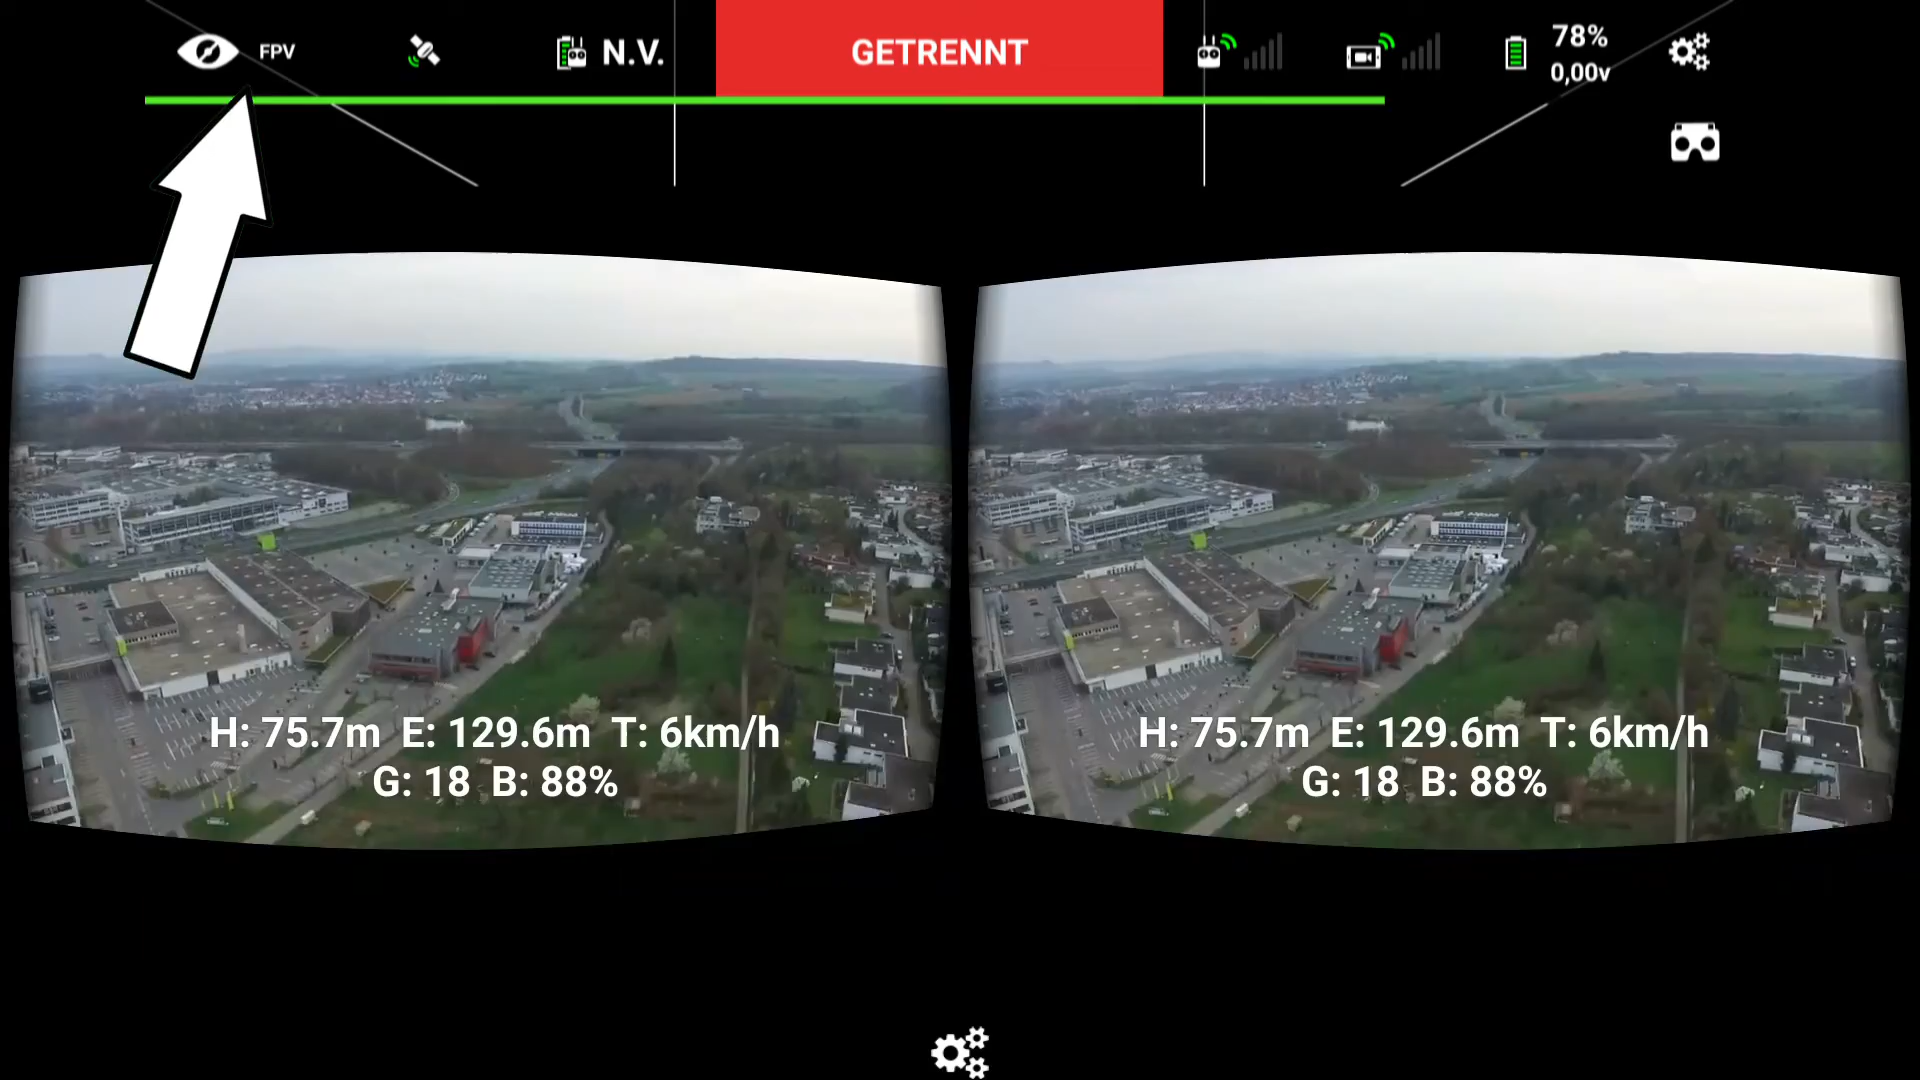 FPV
N.V.
GETRENNT
78%
0,00v
H: 75.7m E: 129.6m T: 6km/h
G: 18 B: 88%
H: 75.7m E: 129.6m T: 6km/h
G: 18 B: 88%